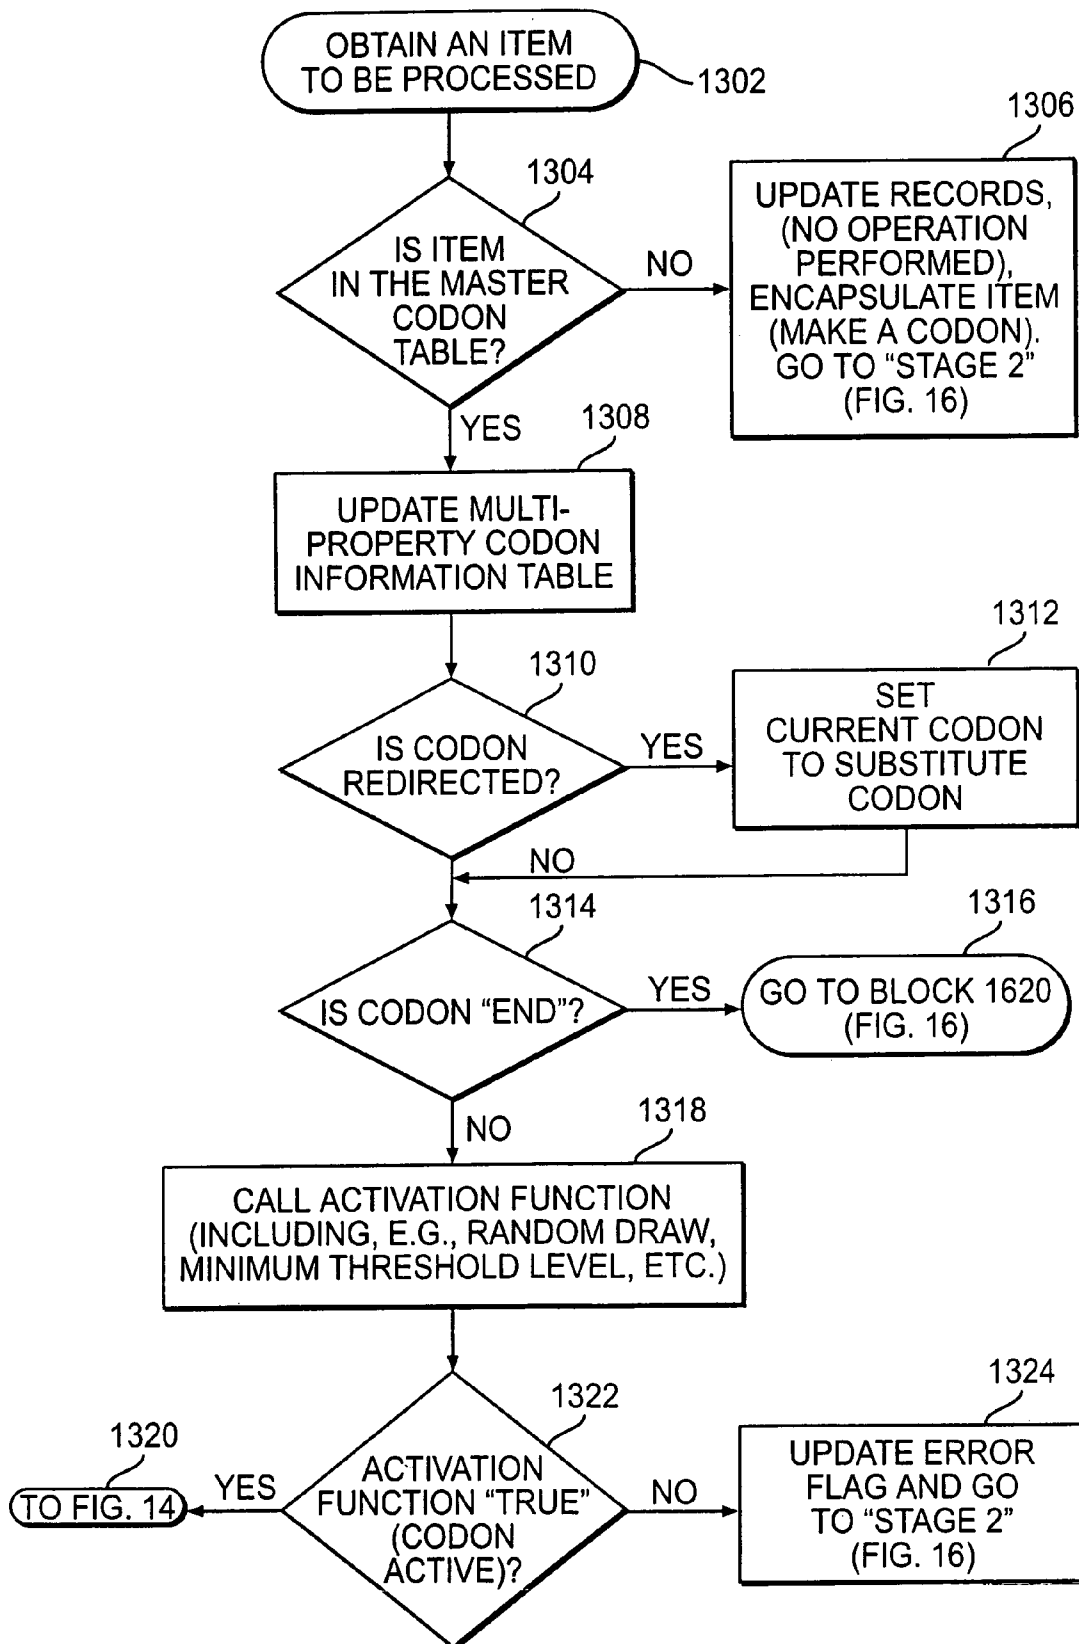 OBTAIN AN ITEM
TO BE PROCESSED
1302
1304
IS ITEM
IN THE MASTER
CODON
TABLE?
NO
1306
UPDATE RECORDS,
(NO OPERATION
PERFORMED),
ENCAPSULATE ITEM
(MAKE A CODON).
GO TO “STAGE 2”
(FIG. 16)
YES
1308
UPDATE MULTI-
PROPERTY CODON
INFORMATION TABLE
1310
IS CODON
REDIRECTED?
YES
1312
SET
CURRENT CODON
TO SUBSTITUTE
CODON
NO
1314
IS CODON “END”?
YES
1316
GO TO BLOCK 1620
(FIG. 16)
NO
1318
CALL ACTIVATION FUNCTION
(INCLUDING, E.G., RANDOM DRAW,
MINIMUM THRESHOLD LEVEL, ETC.)
1322
ACTIVATION
FUNCTION “TRUE”
(CODON
ACTIVE)?
YES
1320
TO FIG. 14
NO
1324
UPDATE ERROR
FLAG AND GO
TO “STAGE 2”
(FIG. 16)